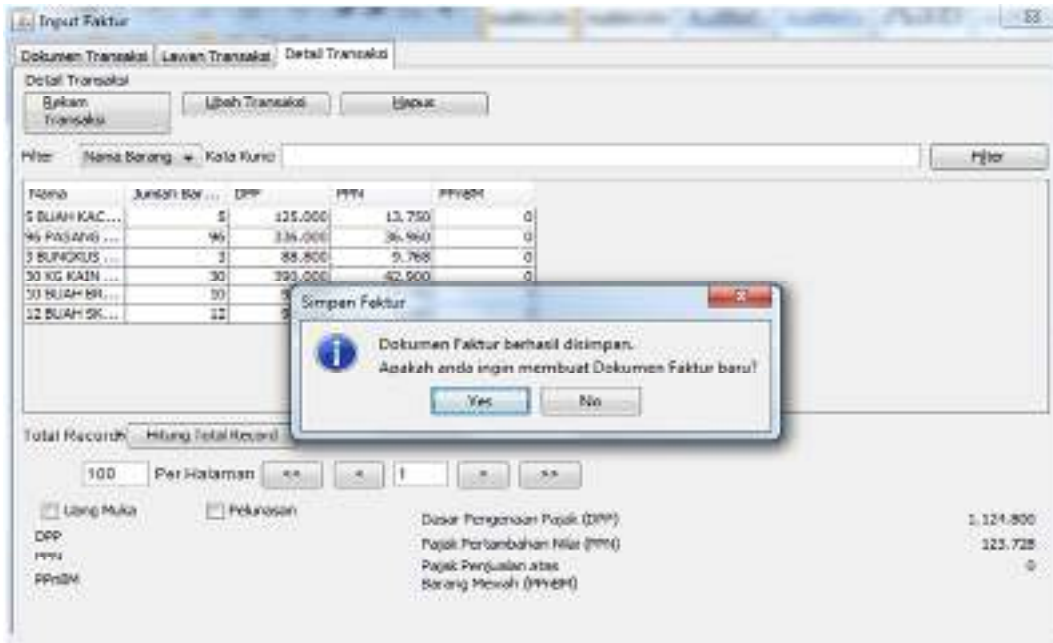 Input Faktur
Dokumen Transaksi Lawan Transaksi Detail Transaksi
Detail Transaksi
Rekam Transaksi Ubah Transaksi Hapus
Filter Nama Barang Kata Kunci Filter
Nama Jumlah Bar... DPP PPN PPnBM
5 BUAH KAC... 5 125.000 13.750 0
96 PASANG ... 96 336.000 36.960 0
3 BUNGKUS ... 3 88.800 9.768 0
30 KG KAIN ... 30 390.000 42.900 0
10 BUAH BR... 10 9
12 BUAH SK... 12 9
Simpan Faktur
Dokumen Faktur berhasil disimpan.
Apakah anda ingin membuat Dokumen Faktur baru?
Yes No
Total Record Hitung Total Record
100 Per Halaman << < 1 > >>
Uang Muka Pelunasan
DPP
PPN
PPnBM
Dasar Pengenaan Pajak (DPP) 1.124.800
Pajak Pertambahan Nilai (PPN) 123.728
Pajak Penjualan atas Barang Mewah (PPnBM) 0